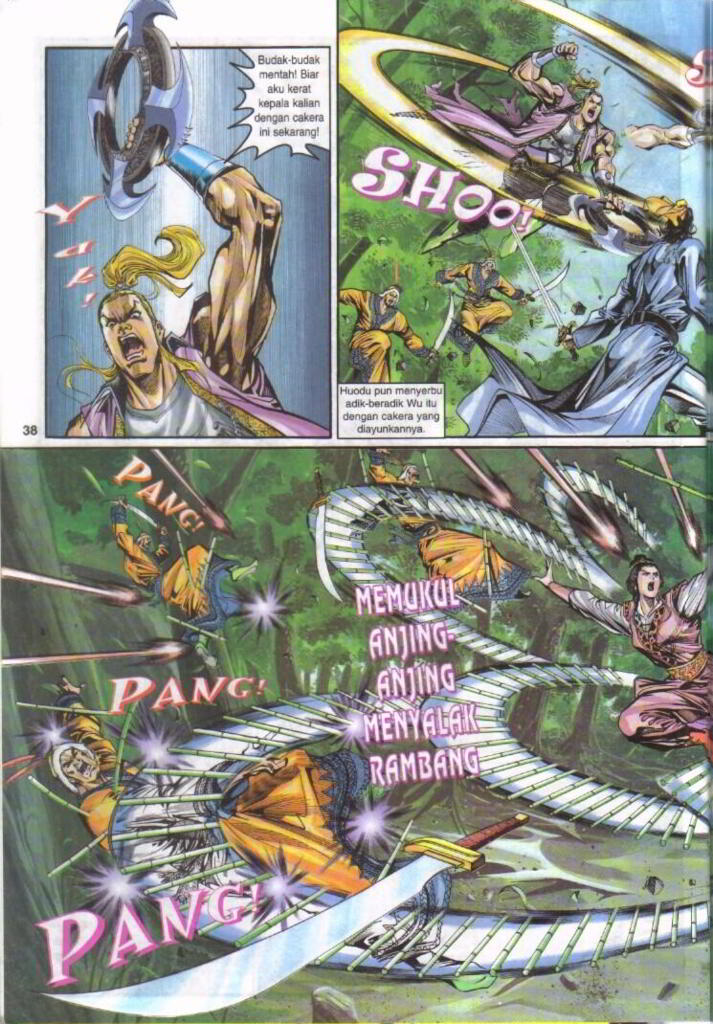 Budak-budak
mentah! Biar
aku kerat
kepala kalian
dengan cakera
ini sekarang!
Yak!
38
SHOO!
S
Huodu pun menyerbu
adik-beradik Wu itu
dengan cakera yang
diayunkannya.
PANG!
MEMUKUL
ANJING-
ANJING
MENYALAK
RAMBANG
PANG!
PANG!